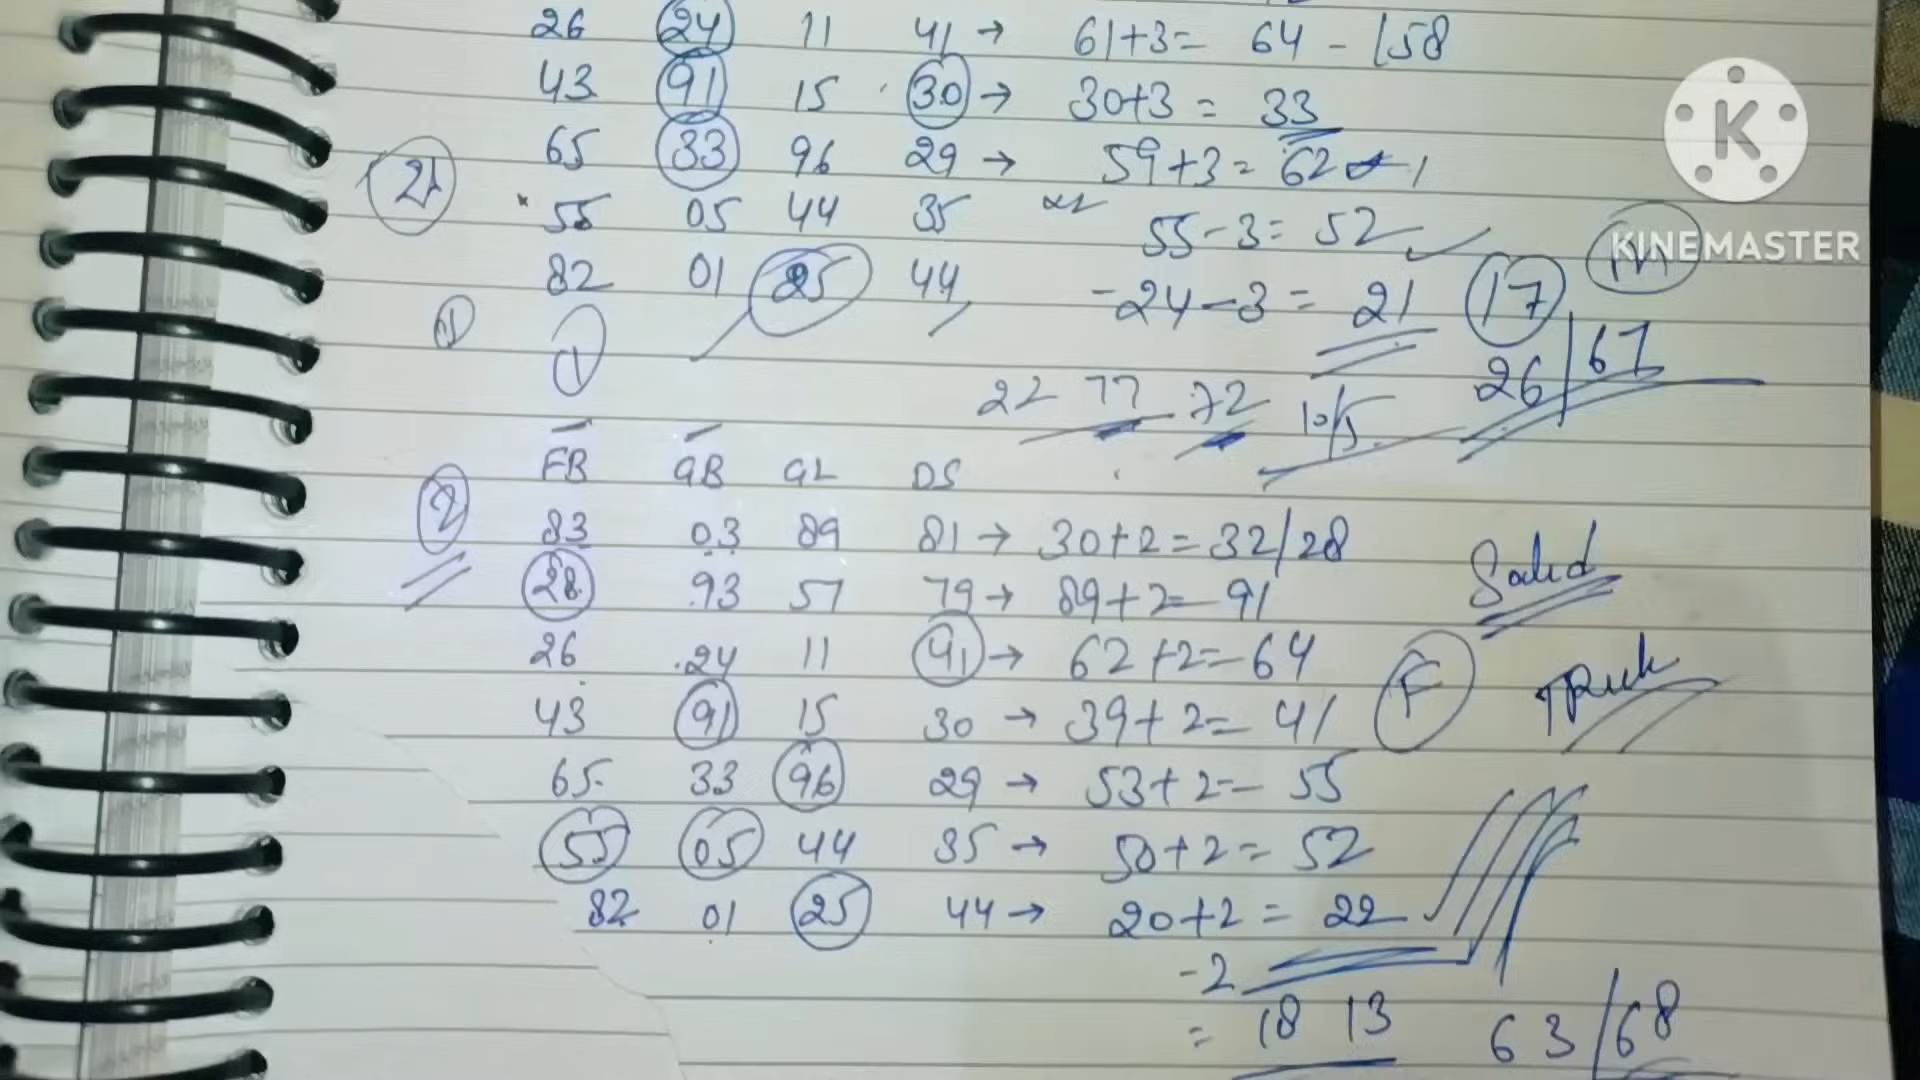 26 24 11 41 → 61+3= 64 - 158
43 91 15 30 → 30+3 = 33
65 33 96 29 → 59+3= 62
55 05 44 35 55-3= 52
82 01 25 44 -24-3= 21 17
KINEMASTER
1
26/67
22 77 72 10/5
FB GB GL DS
2
83 03 89 81 → 30+2=32/28
28 93 57 79 → 89+2=91
26 24 11 41 → 62+2=64
43 91 15 30 → 39+2= 41 F
65 33 96 29 → 53+2= 55
55 05 44 35 → 50+2= 52
82 01 25 44 → 20+2= 22
-2
= 18 13 63/68